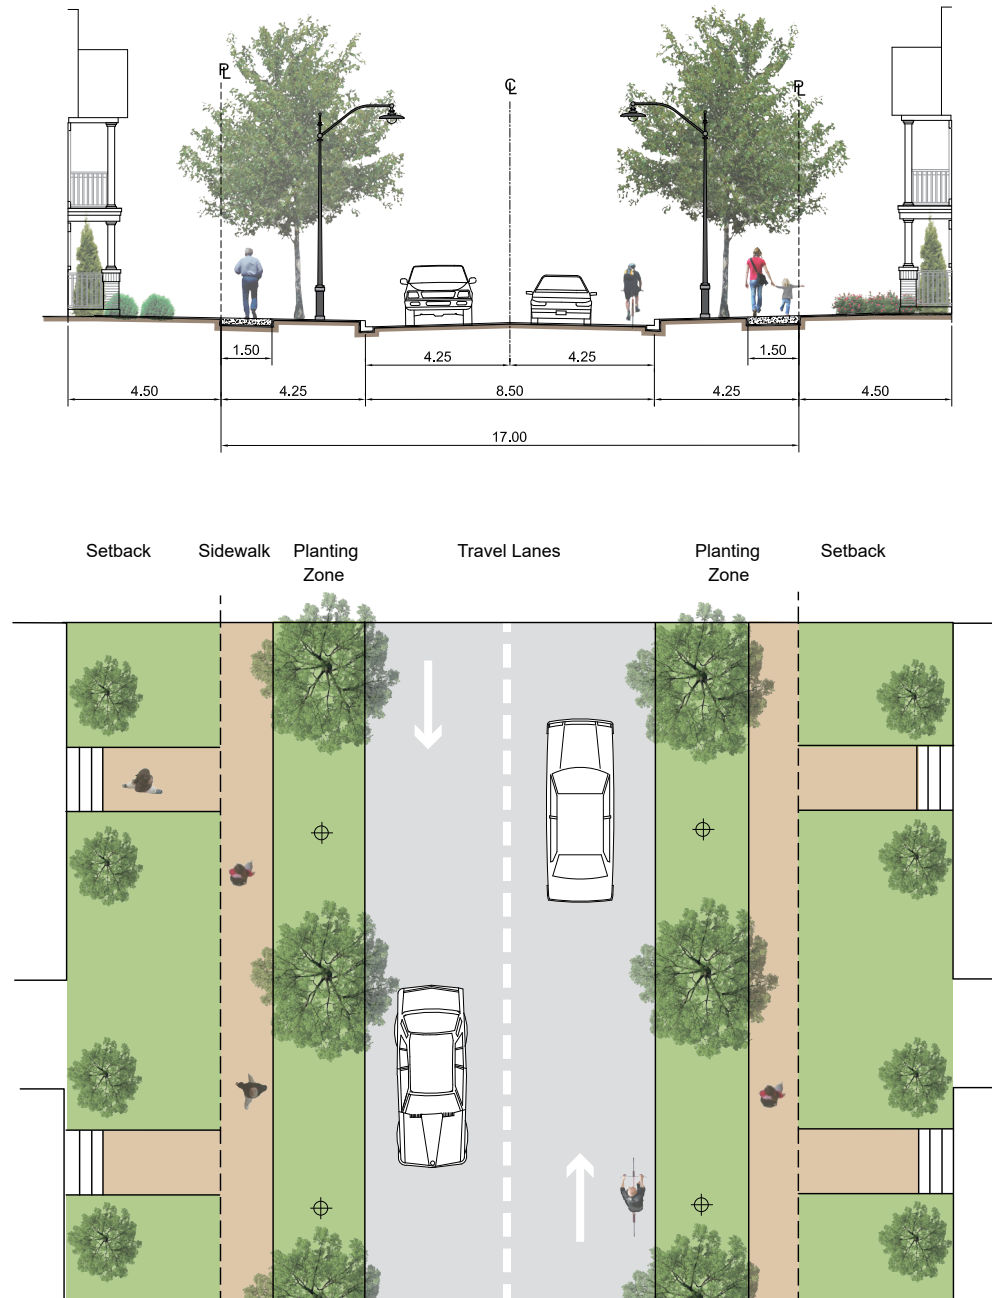 PL
CL
PL
1.50
4.25
4.25
1.50
4.50
4.25
8.50
4.25
4.50
17.00
Setback
Sidewalk
Planting
Zone
Travel Lanes
Planting
Zone
Setback